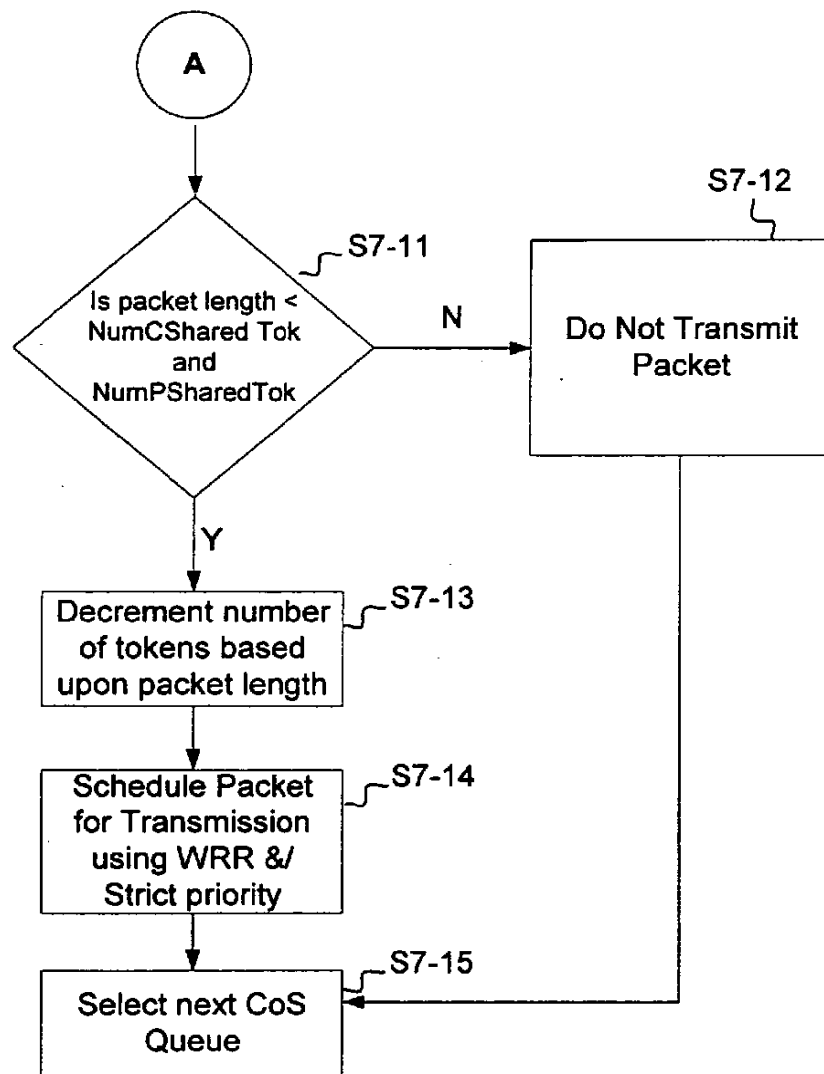 A
S7-12
S7-11
Is packet length <
NumCShared Tok
and
NumPSharedTok
N
Do Not Transmit
Packet
Y
S7-13
Decrement number
of tokens based
upon packet length
S7-14
Schedule Packet
for Transmission
using WRR &/
Strict priority
S7-15
Select next CoS
Queue